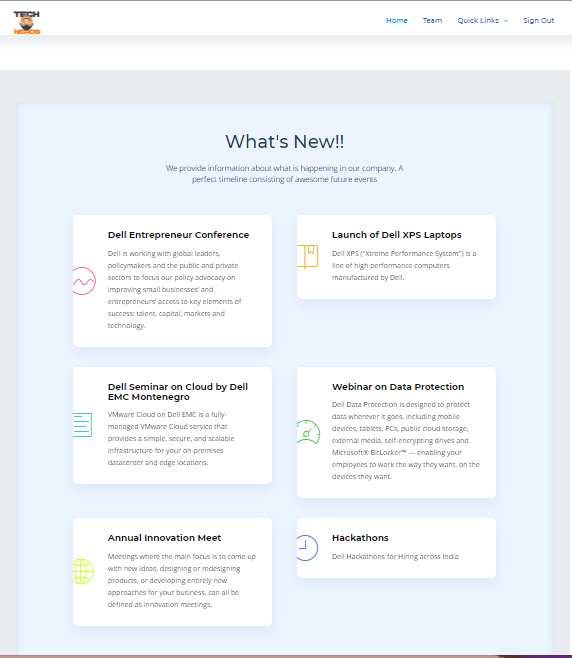 TECH
NERDS
Home Team Quick Links Sign Out
What's New!!
We provide information about what is happening in our company. A
perfect timeline consisting of awesome future events
Dell Entrepreneur Conference
Dell is working with global leaders,
policymakers and the public and private
sectors to focus our policy advocacy on
improving small businesses' and
entrepreneurs' access to key elements of
success: talent, capital, markets and
technology.
Launch of Dell XPS Laptops
Dell XPS ("Xtreme Performance System") is a
line of high performance computers
manufactured by Dell.
Dell Seminar on Cloud by Dell
EMC Montenegro
VMware Cloud on Dell EMC is a fully-
managed VMware Cloud service that
provides a simple, secure, and scalable
infrastructure for your on-premises
datacenter and edge locations.
Webinar on Data Protection
Dell Data Protection is designed to protect
data wherever it goes, including mobile
devices, tablets, PCs, public cloud storage,
external media, self-encrypting drives and
Microsoft® BitLocker™ — enabling your
employees to work the way they want, on the
devices they want.
Annual Innovation Meet
Meetings where the main focus is to come up
with new ideas, designing or redesigning
products, or developing entirely new
approaches for your business, can all be
defined as innovation meetings.
Hackathons
Dell Hackathons for Hiring across India